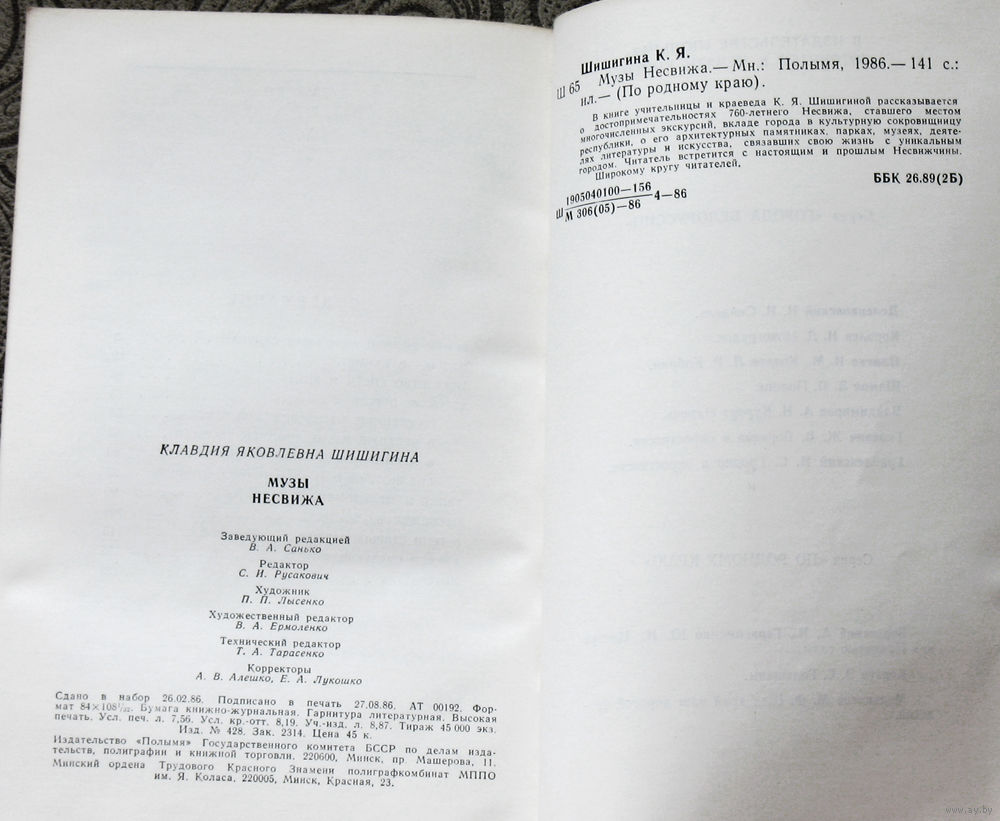 КЛАВДИЯ ЯКОВЛЕВНА ШИШИГИНА
МУЗЫ
НЕСВИЖА
Заведующий редакцией
В. А. Санько
Редактор
С. И. Русакович
Художник
П. П. Лысенко
Художественный редактор
В. А. Ермоленко
Технический редактор
Т. А. Тарасенко
Корректоры
А. В. Алешко, Е. А. Лукошко
Сдано в набор 26.02.86. Подписано в печать 27.08.86. АТ 00192. Фор-
мат 84×108 1/32. Бумага книжно-журнальная. Гарнитура литературная. Высокая
печать. Усл. печ. л. 7,56. Усл. кр.-отт. 8,19. Уч.-изд. л. 8,87. Тираж 45 000 экз.
Изд. № 428. Зак. 2314. Цена 45 к.
Издательство «Полымя» Государственного комитета БССР по делам изда-
тельств, полиграфии и книжной торговли. 220600, Минск, пр. Машерова, 11.
Минский ордена Трудового Красного Знамени полиграфкомбинат МППО
им. Я. Коласа, 220005, Минск, Красная, 23.
Шишигина К. Я.
Ш 65 Музы Несвижа.— Мн.: Полымя, 1986.— 141 с.:
ил.— (По родному краю).
В книге учительницы и краеведа К. Я. Шишигиной рассказывается
о достопримечательностях 760-летнего Несвижа, ставшего местом
многочисленных экскурсий, вкладе города в культурную сокровищницу
республики, о его архитектурных памятниках, парках, музеях, деяте-
лях литературы и искусства, связавших свою жизнь с уникальным
городом. Читатель встретится с настоящим и прошлым Несвижчины.
Широкому кругу читателей.
1905040100—156
Ш 4—86
М 306(05)—86
ББК 26.89(2Б)
www.ay.by